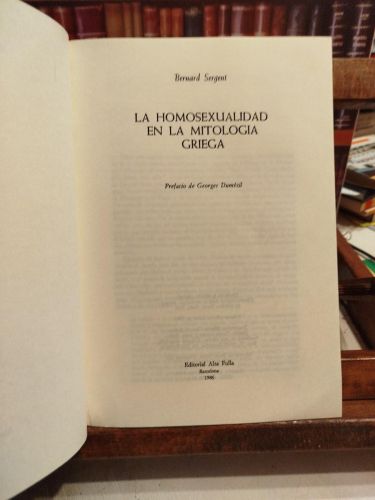 Bernard Sergent
LA HOMOSEXUALIDAD
EN LA MITOLOGIA
GRIEGA
Prefacio de Georges Dumézil
Editorial Alta Fulla
Barcelona
1986